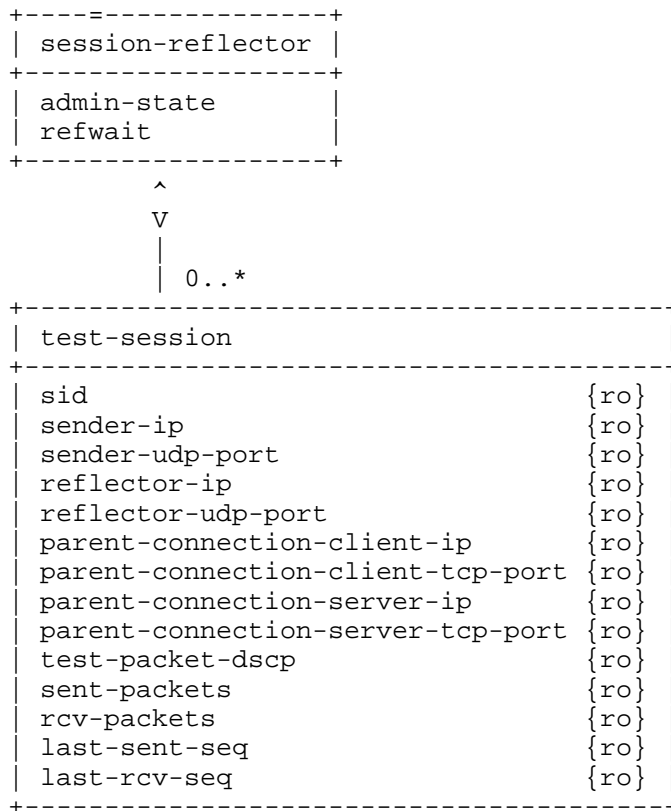 +----=--------------+
| session-reflector |
+-------------------+
| admin-state       |
| refwait           |
+-------------------+
         ^
         V
         |
         | 0..*
+----------------------------------------
| test-session
+----------------------------------------
| sid                               {ro} |
| sender-ip                         {ro} |
| sender-udp-port                   {ro} |
| reflector-ip                      {ro} |
| reflector-udp-port                {ro} |
| parent-connection-client-ip       {ro} |
| parent-connection-client-tcp-port {ro} |
| parent-connection-server-ip       {ro} |
| parent-connection-server-tcp-port {ro} |
| test-packet-dscp                  {ro} |
| sent-packets                      {ro} |
| rcv-packets                       {ro} |
| last-sent-seq                     {ro} |
| last-rcv-seq                      {ro} |
+----------------------------------------